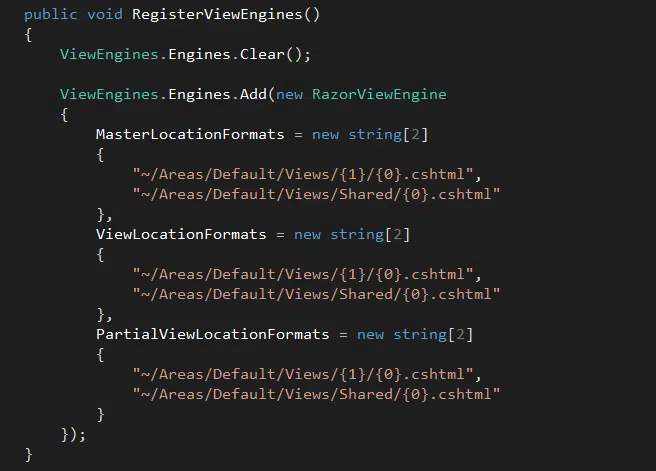 public void RegisterViewEngines()
{
    ViewEngines.Engines.Clear();

    ViewEngines.Engines.Add(new RazorViewEngine
    {
        MasterLocationFormats = new string[2]
        {
            "~/Areas/Default/Views/{1}/{0}.cshtml",
            "~/Areas/Default/Views/Shared/{0}.cshtml"
        },
        ViewLocationFormats = new string[2]
        {
            "~/Areas/Default/Views/{1}/{0}.cshtml",
            "~/Areas/Default/Views/Shared/{0}.cshtml"
        },
        PartialViewLocationFormats = new string[2]
        {
            "~/Areas/Default/Views/{1}/{0}.cshtml",
            "~/Areas/Default/Views/Shared/{0}.cshtml"
        }
    });
}